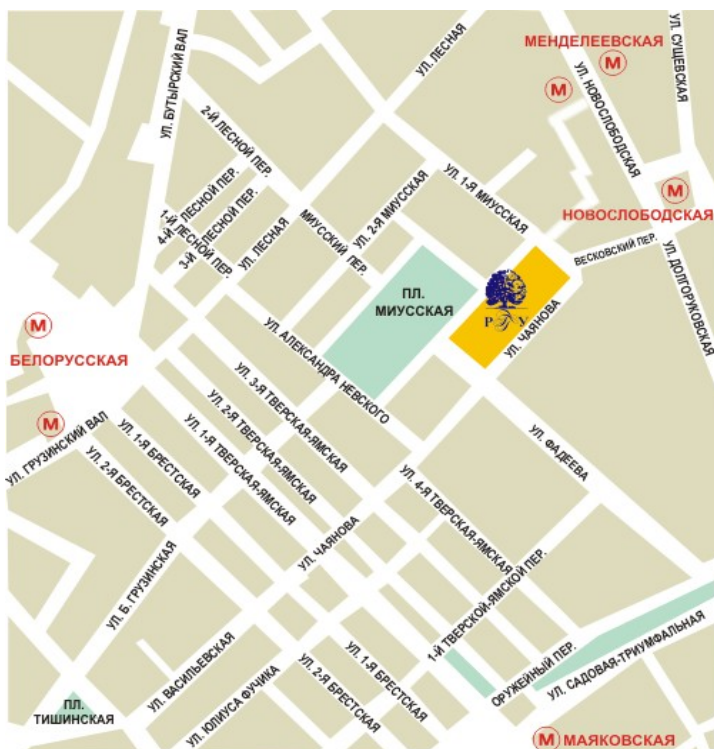 МЕНДЕЛЕЕВСКАЯ
М
М
УЛ. СУЩЕВСКАЯ
УЛ. НОВОСЛОБОДСКАЯ
УЛ. ЛЕСНАЯ
УЛ. БУТЫРСКИЙ ВАЛ
2-Й ЛЕСНОЙ ПЕР.
УЛ. 1-Я МИУССКАЯ
М
НОВОСЛОБОДСКАЯ
4-Й ЛЕСНОЙ ПЕР.
1-Й ЛЕСНОЙ ПЕР.
3-Й ЛЕСНОЙ ПЕР.
УЛ. ЛЕСНАЯ
МИУССКИЙ ПЕР.
УЛ. 2-Я МИУССКАЯ
ВЕСКОВСКИЙ ПЕР.
УЛ. ДОЛГОРУКОВСКАЯ
ПЛ.
МИУССКАЯ
РГГУ
УЛ. ЧАЯНОВА
М
БЕЛОРУССКАЯ
УЛ. АЛЕКСАНДРА НЕВСКОГО
УЛ. 3-Я ТВЕРСКАЯ-ЯМСКАЯ
УЛ. 2-Я ТВЕРСКАЯ-ЯМСКАЯ
УЛ. 1-Я ТВЕРСКАЯ-ЯМСКАЯ
М
УЛ. ГРУЗИНСКИЙ ВАЛ
УЛ. 1-Я БРЕСТСКАЯ
УЛ. 2-Я БРЕСТСКАЯ
УЛ. ФАДЕЕВА
УЛ. 4-Я ТВЕРСКАЯ-ЯМСКАЯ
УЛ. ЧАЯНОВА
УЛ. Б. ГРУЗИНСКАЯ
1-Й ТВЕРСКОЙ-ЯМСКОЙ ПЕР.
УЛ. ВАСИЛЬЕВСКАЯ
УЛ. ЮЛИУСА ФУЧИКА
УЛ. 1-Я БРЕСТСКАЯ
УЛ. 2-Я БРЕСТСКАЯ
ОРУЖЕЙНЫЙ ПЕР.
УЛ. САДОВАЯ-ТРИУМФАЛЬНАЯ
ПЛ.
ТИШИНСКАЯ
М
МАЯКОВСКАЯ